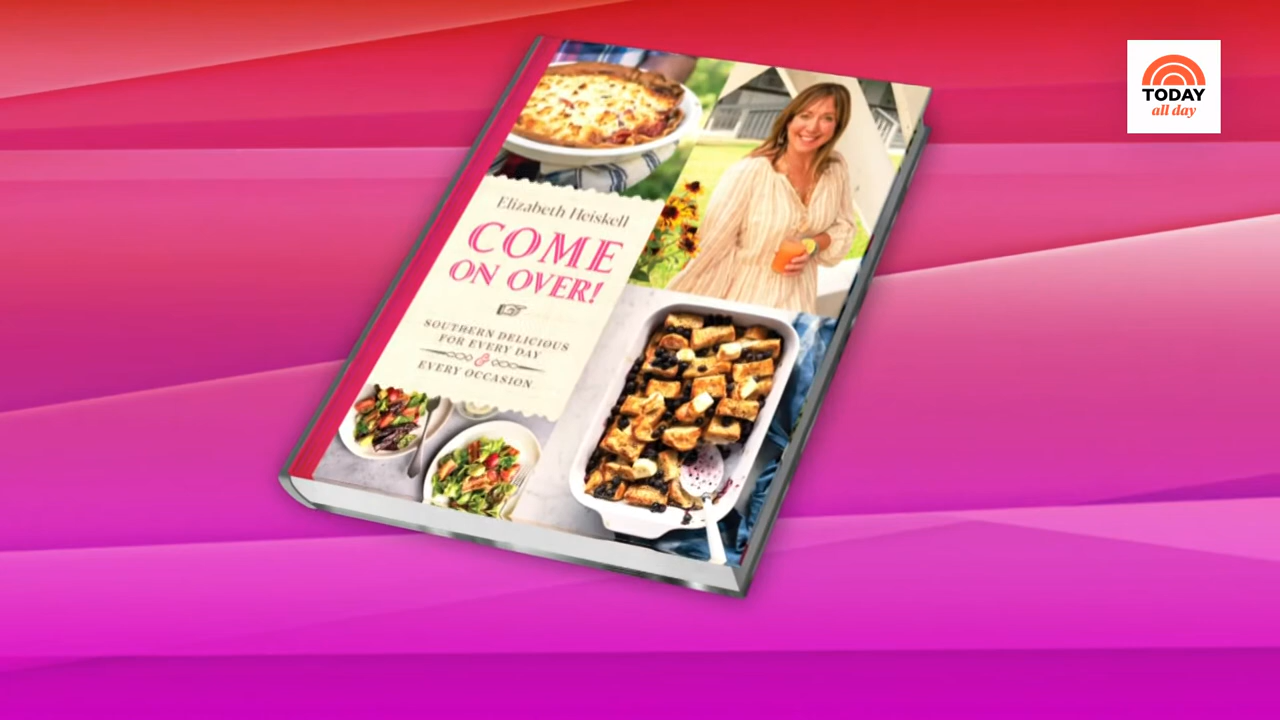 Elizabeth Heiskell
COME
ON OVER!
SOUTHERN DELICIOUS
FOR EVERY DAY
&
EVERY OCCASION
TODAY
all day